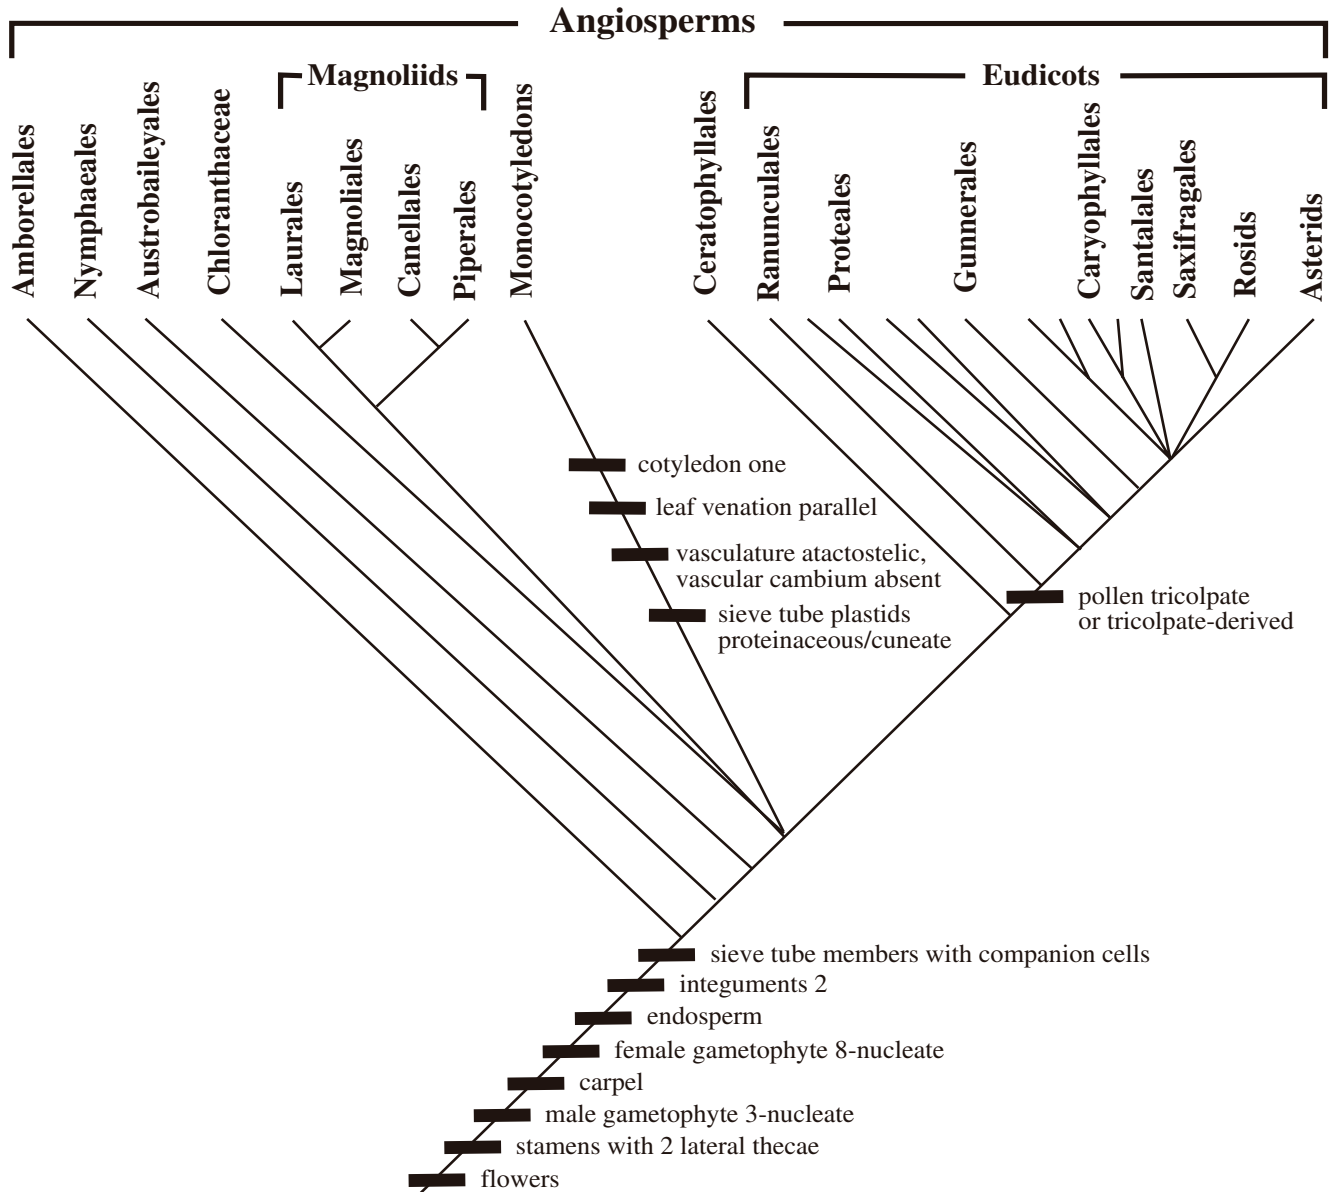 Angiosperms
Magnoliids
Eudicots
Amborellales
Nymphaeales
Austrobaileyales
Chloranthaceae
Laurales
Magnoliales
Canellales
Piperales
Monocotyledons
Ceratophyllales
Ranunculales
Proteales
Gunnerales
Caryophyllales
Santalales
Saxifragales
Rosids
Asterids
cotyledon one
leaf venation parallel
vasculature atactostelic,
vascular cambium absent
sieve tube plastids
proteinaceous/cuneate
pollen tricolpate
or tricolpate-derived
sieve tube members with companion cells
integuments 2
endosperm
female gametophyte 8-nucleate
carpel
male gametophyte 3-nucleate
stamens with 2 lateral thecae
flowers